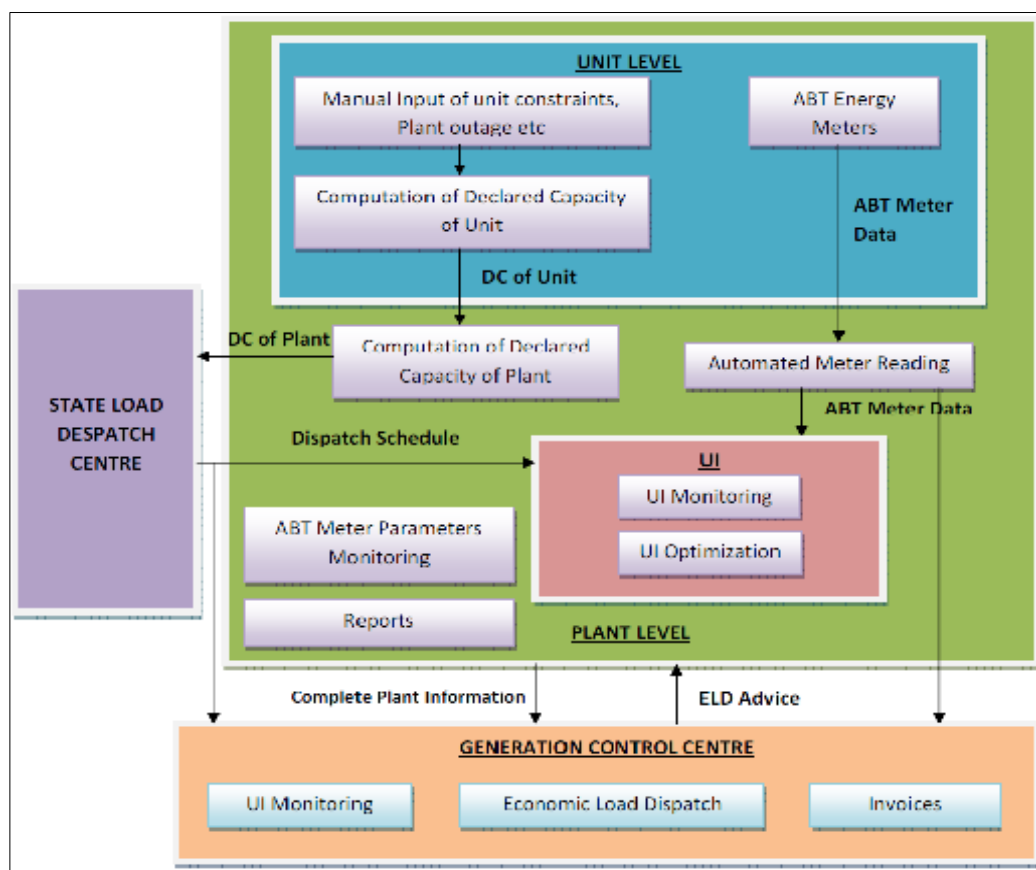 UNIT LEVEL
Manual Input of unit constraints,
Plant outage etc
ABT Energy
Meters
Computation of Declared Capacity
of Unit
ABT Meter
Data
DC of Unit
DC of Plant
Computation of Declared
Capacity of Plant
Automated Meter Reading
ABT Meter Data
STATE LOAD
DESPATCH
CENTRE
Dispatch Schedule
UI
UI Monitoring
UI Optimization
ABT Meter Parameters
Monitoring
Reports
PLANT LEVEL
Complete Plant Information
ELD Advice
GENERATION CONTROL CENTRE
UI Monitoring
Economic Load Dispatch
Invoices